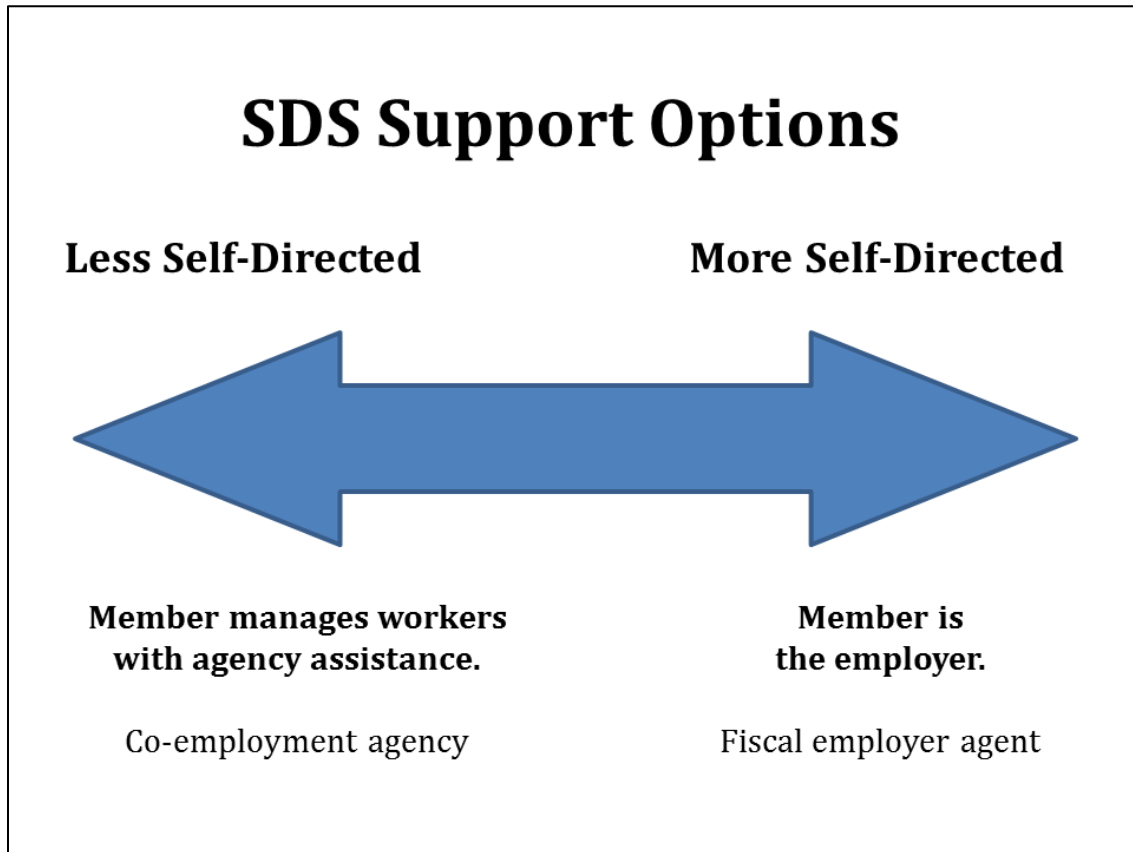 SDS Support Options
Less Self-Directed
More Self-Directed
Member manages workers
with agency assistance.
Co-employment agency
Member is
the employer.
Fiscal employer agent